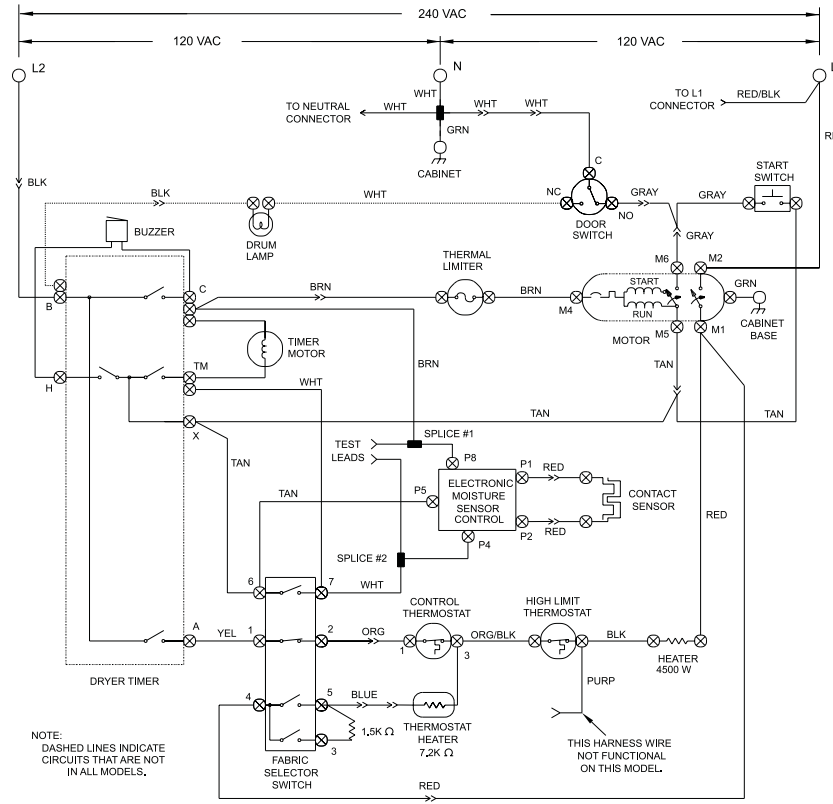 240 VAC
120 VAC
120 VAC
L2
N
L
WHT
TO NEUTRAL
CONNECTOR
WHT
WHT
WHT
GRN
CABINET
TO L1
CONNECTOR
RED/BLK
RE
BLK
BLK
WHT
C
NC
NO
DOOR
SWITCH
GRAY
GRAY
GRAY
START
SWITCH
BUZZER
DRUM
LAMP
THERMAL
LIMITER
M6
M2
START
RUN
GRN
CABINET
BASE
B
C
BRN
BRN
M4
M5
M1
MOTOR
TIMER
MOTOR
TAN
H
TM
WHT
BRN
X
TAN
TAN
TAN
TEST
LEADS
SPLICE #1
P8
P1
RED
P5
TAN
ELECTRONIC
MOISTURE
SENSOR
CONTROL
CONTACT
SENSOR
P2
RED
P4
RED
SPLICE #2
6
7
WHT
CONTROL
THERMOSTAT
HIGH LIMIT
THERMOSTAT
A
YEL
1
2
ORG
1
3
ORG/BLK
BLK
HEATER
4500 W
DRYER TIMER
4
5
BLUE
PURP
1.5K Ω
3
THERMOSTAT
HEATER
7.2K Ω
FABRIC
SELECTOR
SWITCH
THIS HARNESS WIRE
NOT FUNCTIONAL
ON THIS MODEL.
NOTE:
DASHED LINES INDICATE
CIRCUITS THAT ARE NOT
IN ALL MODELS.
RED